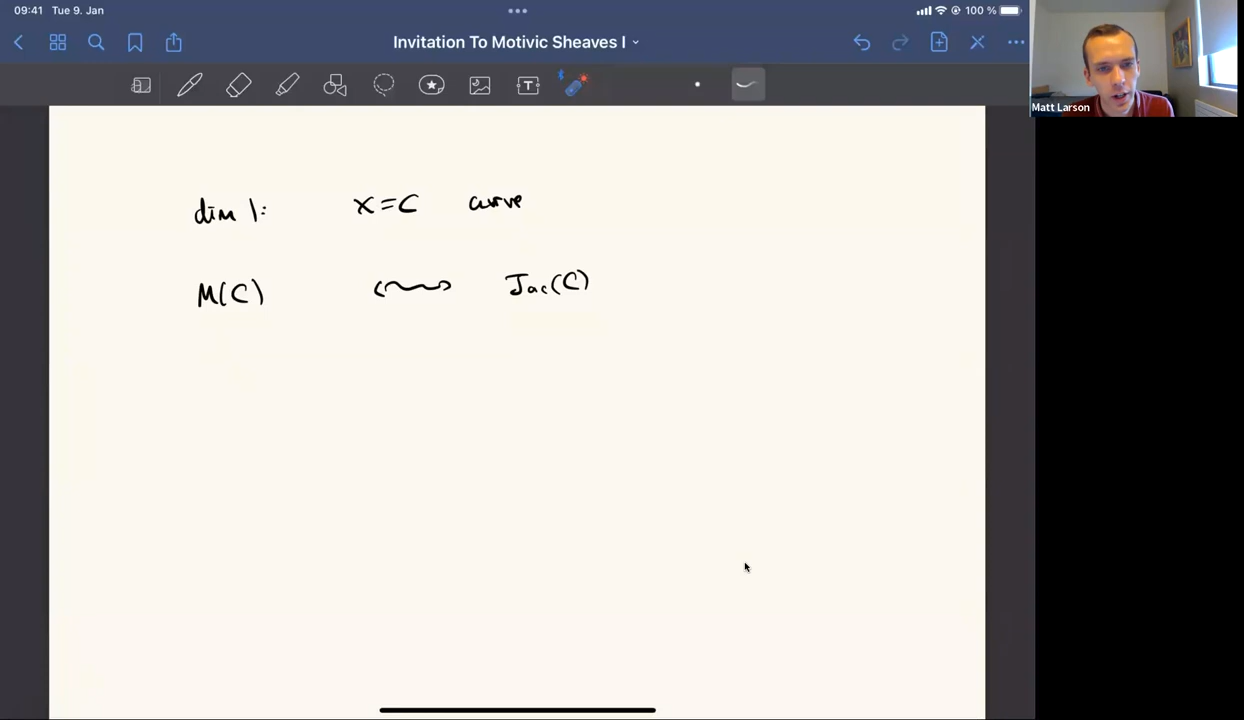 09:41 Tue 9. Jan
100 %
Invitation To Motivic Sheaves I
Matt Larson
dim 1: X=C curve
M(C) ↭ Jac(C)